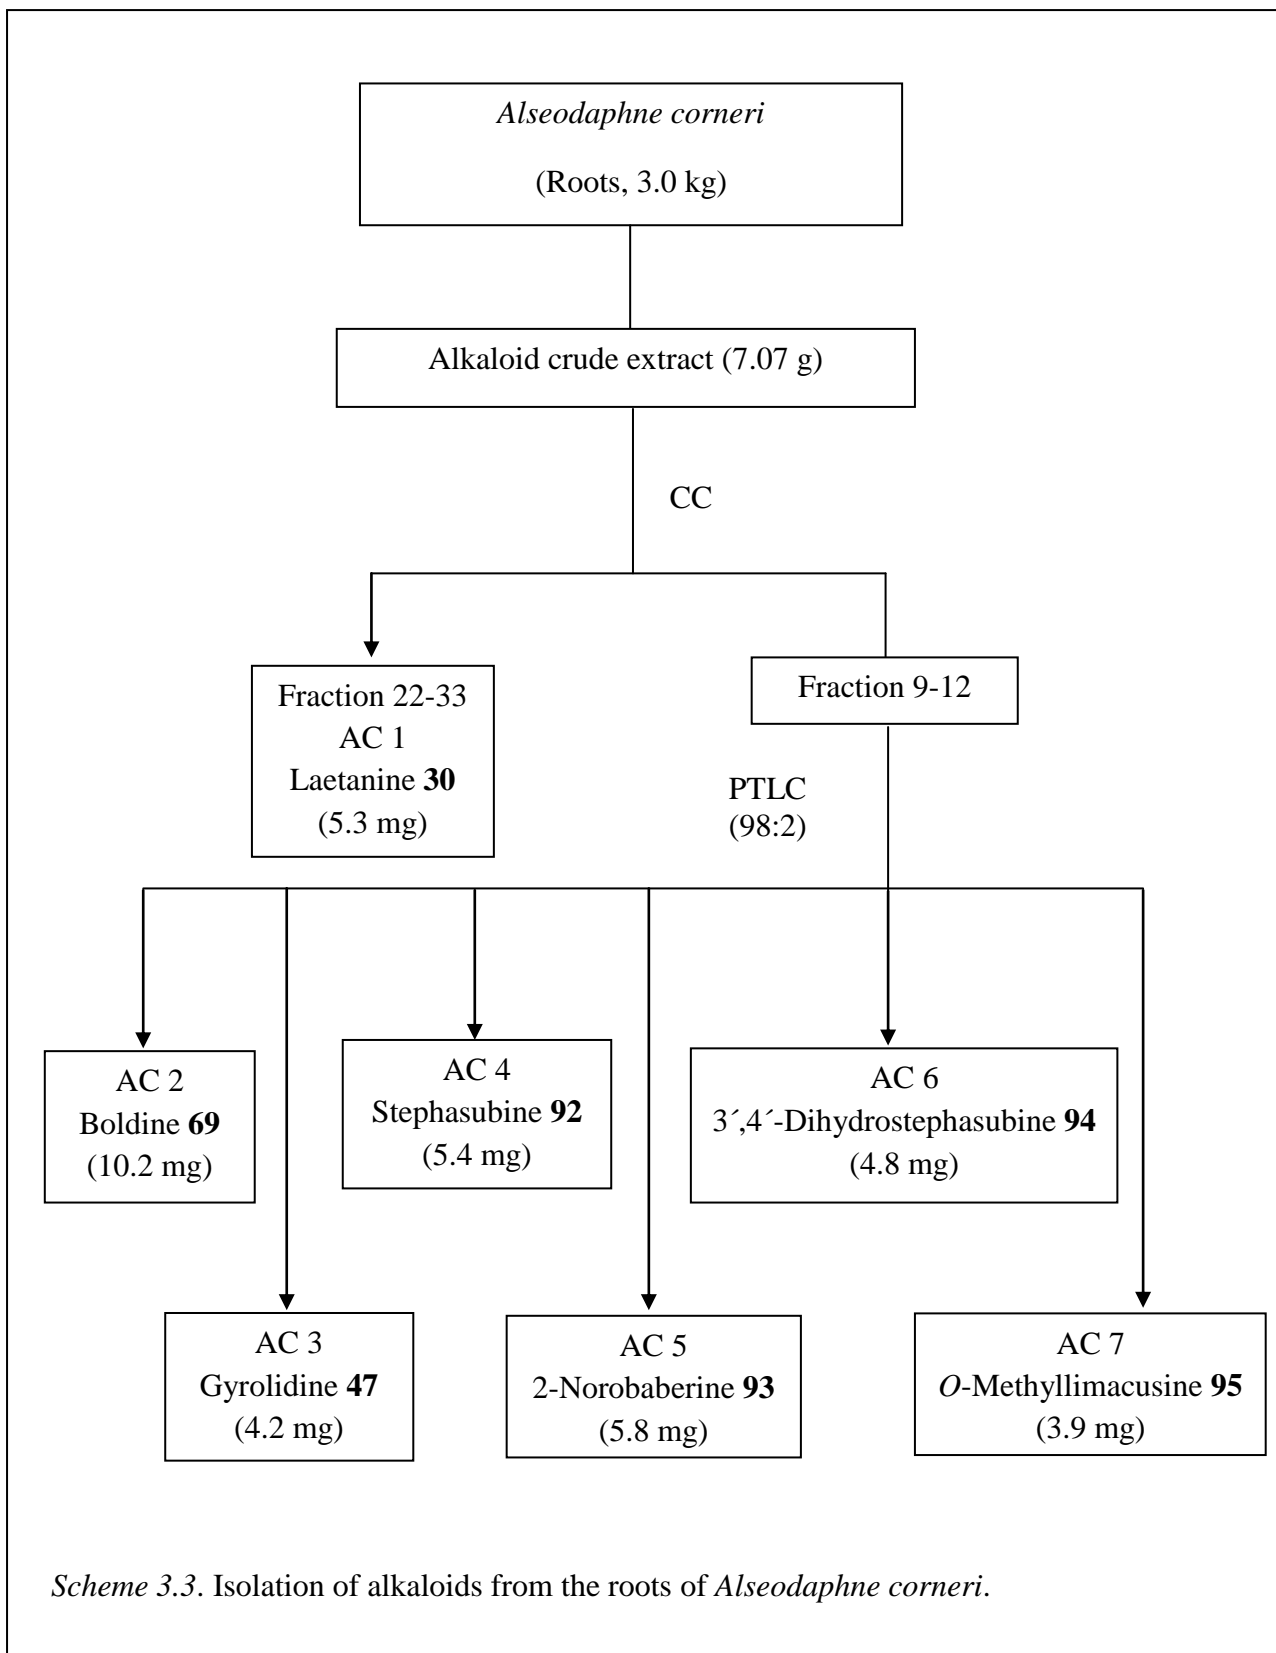 Alseodaphne corneri
(Roots, 3.0 kg)
Alkaloid crude extract (7.07 g)
CC
Fraction 22-33
AC 1
Laetanine 30
(5.3 mg)
Fraction 9-12
PTLC
(98:2)
AC 2
Boldine 69
(10.2 mg)
AC 4
Stephasubine 92
(5.4 mg)
AC 6
3´,4´-Dihydrostephasubine 94
(4.8 mg)
AC 3
Gyrolidine 47
(4.2 mg)
AC 5
2-Norobaberine 93
(5.8 mg)
AC 7
O-Methyllimacusine 95
(3.9 mg)
Scheme 3.3. Isolation of alkaloids from the roots of Alseodaphne corneri.